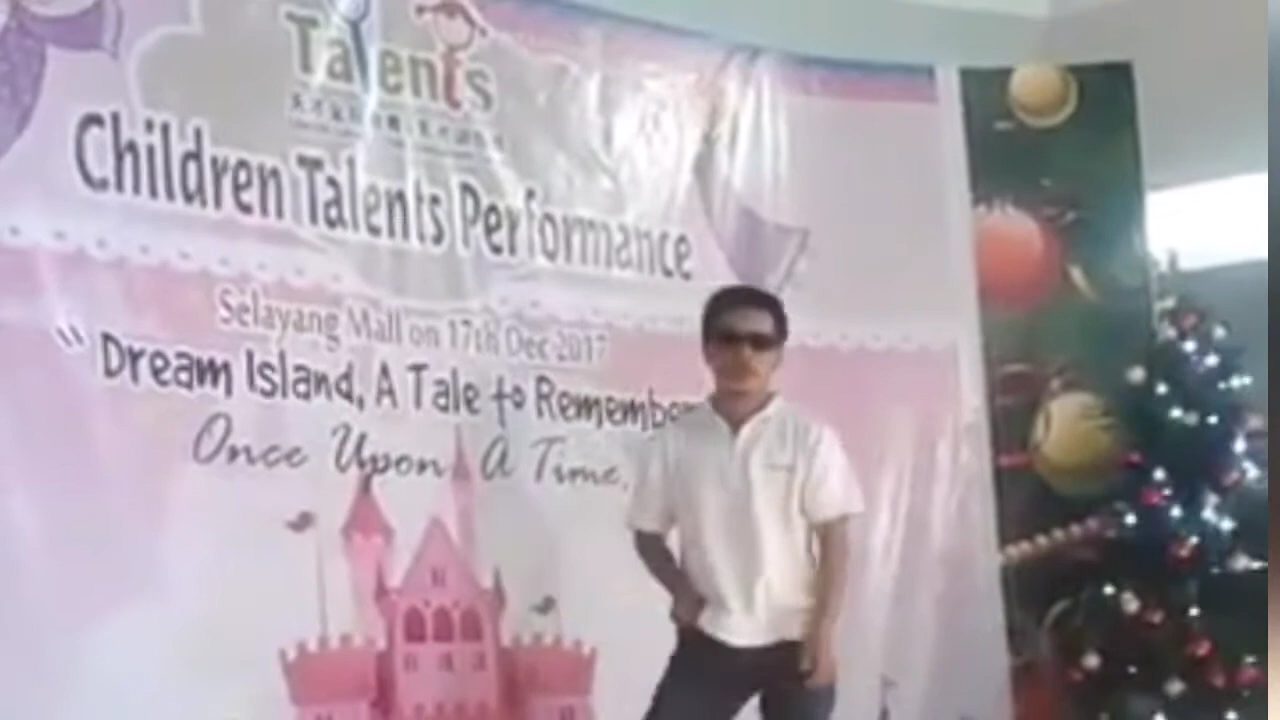 Talents
Children Talents Performance
Selayang Mall on 17th Dec 2017
" Dream Island, A Tale to Remember
Once Upon A Time,